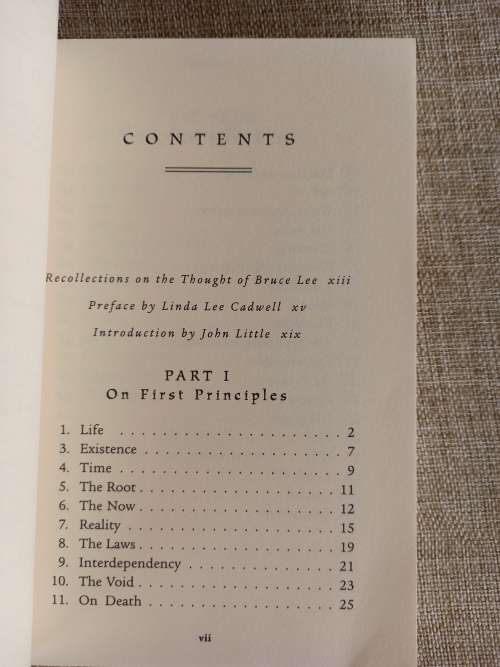 CONTENTS
Recollections on the Thought of Bruce Lee xiii
Preface by Linda Lee Cadwell xv
Introduction by John Little xix
PART I
On First Principles
1. Life . . . . . . . . . . . . . . . . . . . . . 2
3. Existence . . . . . . . . . . . . . . . . . . . 7
4. Time . . . . . . . . . . . . . . . . . . . . . 9
5. The Root . . . . . . . . . . . . . . . . . . . 11
6. The Now . . . . . . . . . . . . . . . . . . . 12
7. Reality . . . . . . . . . . . . . . . . . . . . 15
8. The Laws . . . . . . . . . . . . . . . . . . . 19
9. Interdependency . . . . . . . . . . . . . . 21
10. The Void . . . . . . . . . . . . . . . . . . . 23
11. On Death . . . . . . . . . . . . . . . . . . 25
vii